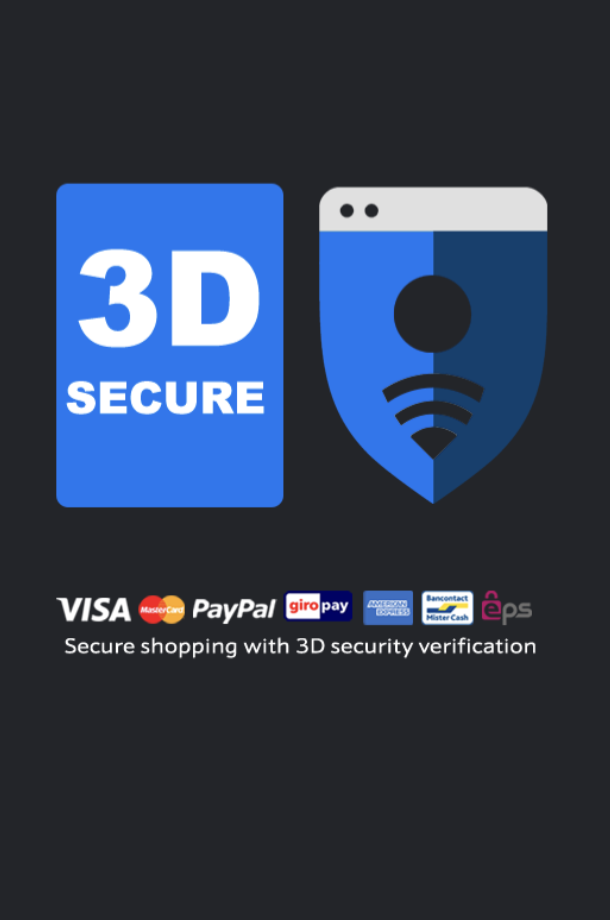 3D
SECURE
VISA MasterCard PayPal giropay AMERICAN EXPRESS Bancontact Mister Cash eps
Secure shopping with 3D security verification